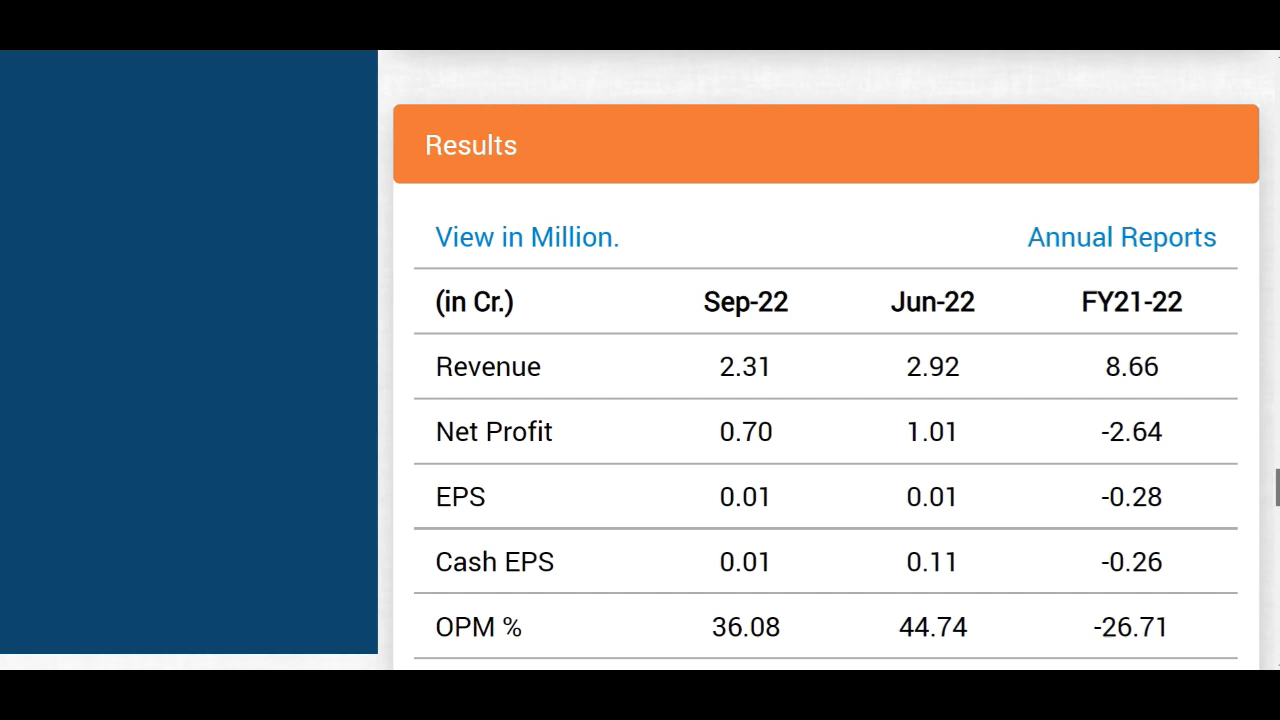 Results
View in Million. Annual Reports
(in Cr.) Sep-22 Jun-22 FY21-22
Revenue 2.31 2.92 8.66
Net Profit 0.70 1.01 -2.64
EPS 0.01 0.01 -0.28
Cash EPS 0.01 0.11 -0.26
OPM % 36.08 44.74 -26.71